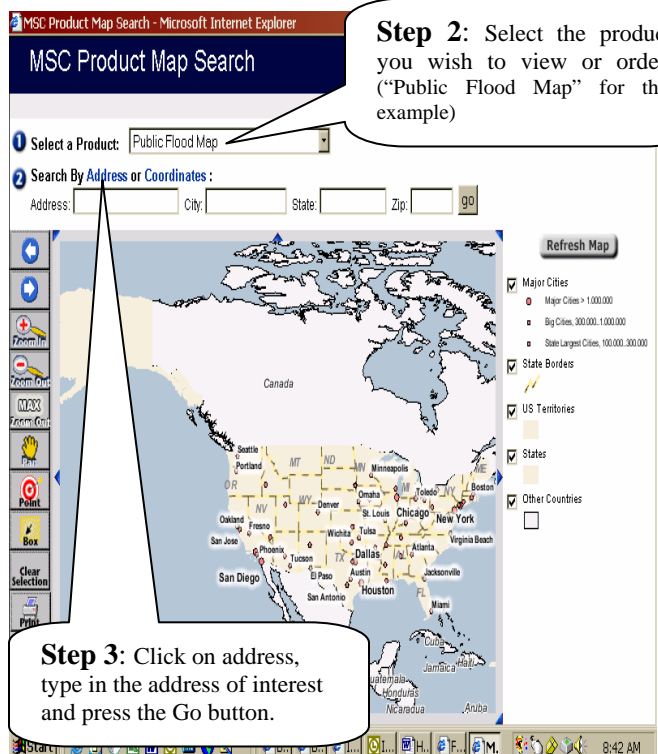 MSC Product Map Search - Microsoft Internet Explorer
MSC Product Map Search
Step 2: Select the produc
you wish to view or orde
("Public Flood Map" for th
example)
1 Select a Product: Public Flood Map
2 Search By Address or Coordinates :
Address: City: State: Zip: go
Zoom In
Zoom Out
MAX
Zoom Out
Pan
Point
Box
Clear
Selection
Print
Refresh Map
Major Cities
Major Cities > 1.000.000
Big Cities, 300.000..1.000.000
State Largest Cities, 100.000..300.000
State Borders
US Territories
States
Other Countries
Canada
Seattle
Portland
MT
ND
MN
Minneapolis
ME
OR
Boston
Omaha
MI
Toledo
NY
WY
NV
Denver
St. Louis
Chicago
New York
Oakland
Fresno
Wichita
Tulsa
Virginia Beach
San Jose
Phoenix
Tucson
TX
Dallas
AL
Atlanta
San Diego
El Paso
Austin
Jacksonville
San Antonio
Houston
FL
Miami
Cuba
Jamaica
Haiti
uatemala
Honduras
Nicaragua
Aruba
Step 3: Click on address,
type in the address of interest
and press the Go button.
Start
I...
H..
F...
M.
8:42 AM